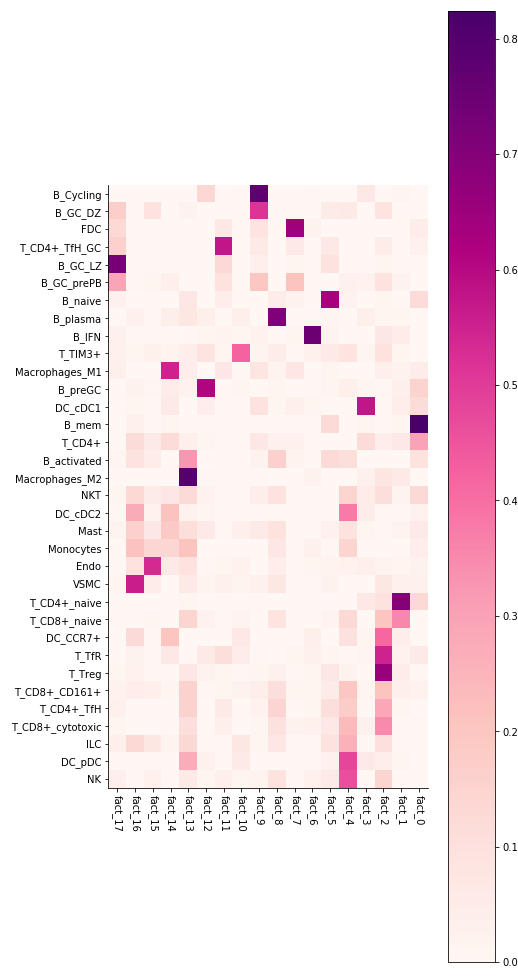 B_Cycling
B_GC_DZ
FDC
T_CD4+_TfH_GC
B_GC_LZ
B_GC_prePB
B_naive
B_plasma
B_IFN
T_TIM3+
Macrophages_M1
B_preGC
DC_cDC1
B_mem
T_CD4+
B_activated
Macrophages_M2
NKT
DC_cDC2
Mast
Monocytes
Endo
VSMC
T_CD4+_naive
T_CD8+_naive
DC_CCR7+
T_TfR
T_Treg
T_CD8+_CD161+
T_CD4+_TfH
T_CD8+_cytotoxic
ILC
DC_pDC
NK
fact_17
fact_16
fact_15
fact_14
fact_13
fact_12
fact_11
fact_10
fact_9
fact_8
fact_7
fact_6
fact_5
fact_4
fact_3
fact_2
fact_1
fact_0
0.8
0.7
0.6
0.5
0.4
0.3
0.2
0.1
0.0